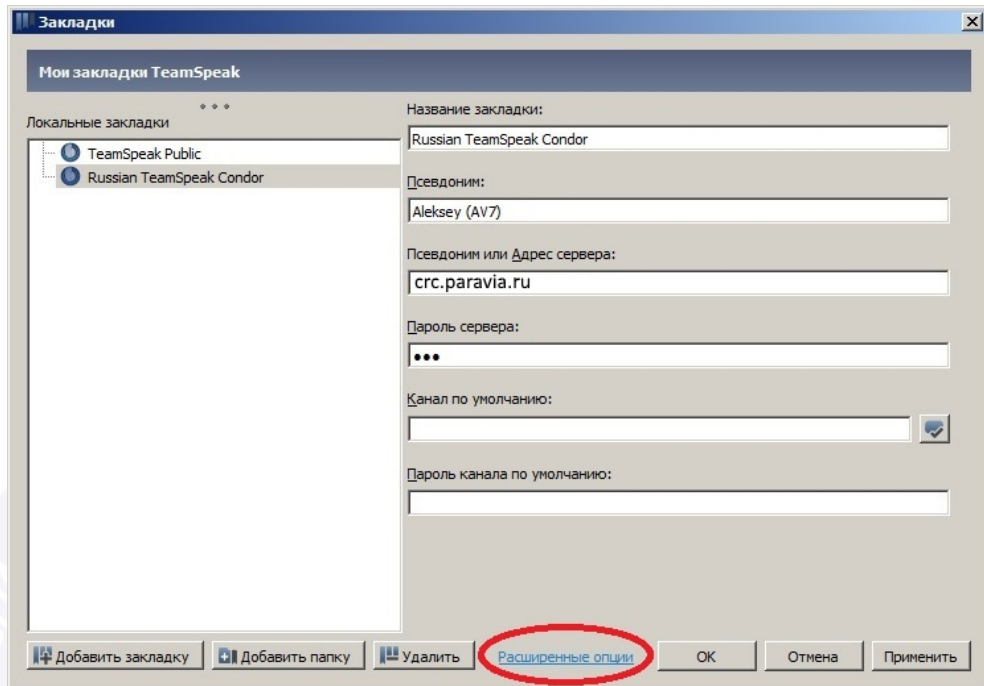 Закладки
Мои закладки TeamSpeak
Локальные закладки
TeamSpeak Public
Russian TeamSpeak Condor
Название закладки:
Russian TeamSpeak Condor
Псевдоним:
Aleksey (AV7)
Псевдоним или Адрес сервера:
crc.paravia.ru
Пароль сервера:
●●●
Канал по умолчанию:
Пароль канала по умолчанию:
Добавить закладку Добавить папку Удалить Расширенные опции OK Отмена Применить